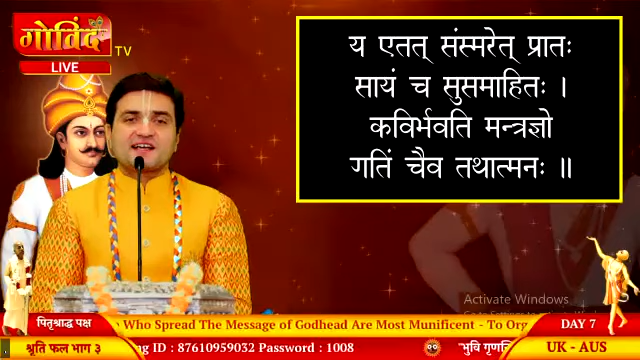 गोविंद
TV
LIVE
य एतत् संस्मरेत् प्रातः
सायं च सुसमाहितः ।
कविर्भवति मन्त्रज्ञो
गतिं चैव तथात्मनः ॥
Activate Windows
पितृश्राद्ध पक्ष
Who Spread The Message of Godhead Are Most Munificent - To Org
DAY 7
श्रृति फल भाग ३
ng ID : 87610959032 Password : 1008
"भुवि गृणन्ति
UK - AUS